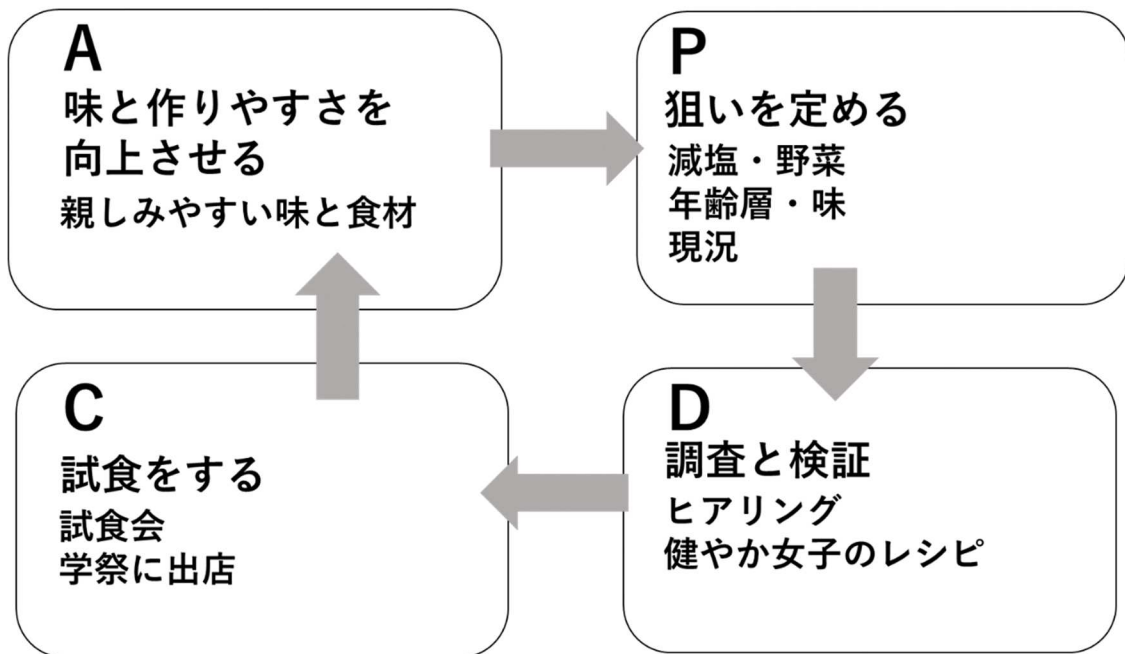 A
味と作りやすさを
向上させる
親しみやすい味と食材
P
狙いを定める
減塩・野菜
年齢層・味
現況
C
試食をする
試食会
学祭に出店
D
調査と検証
ヒアリング
健やか女子のレシピ